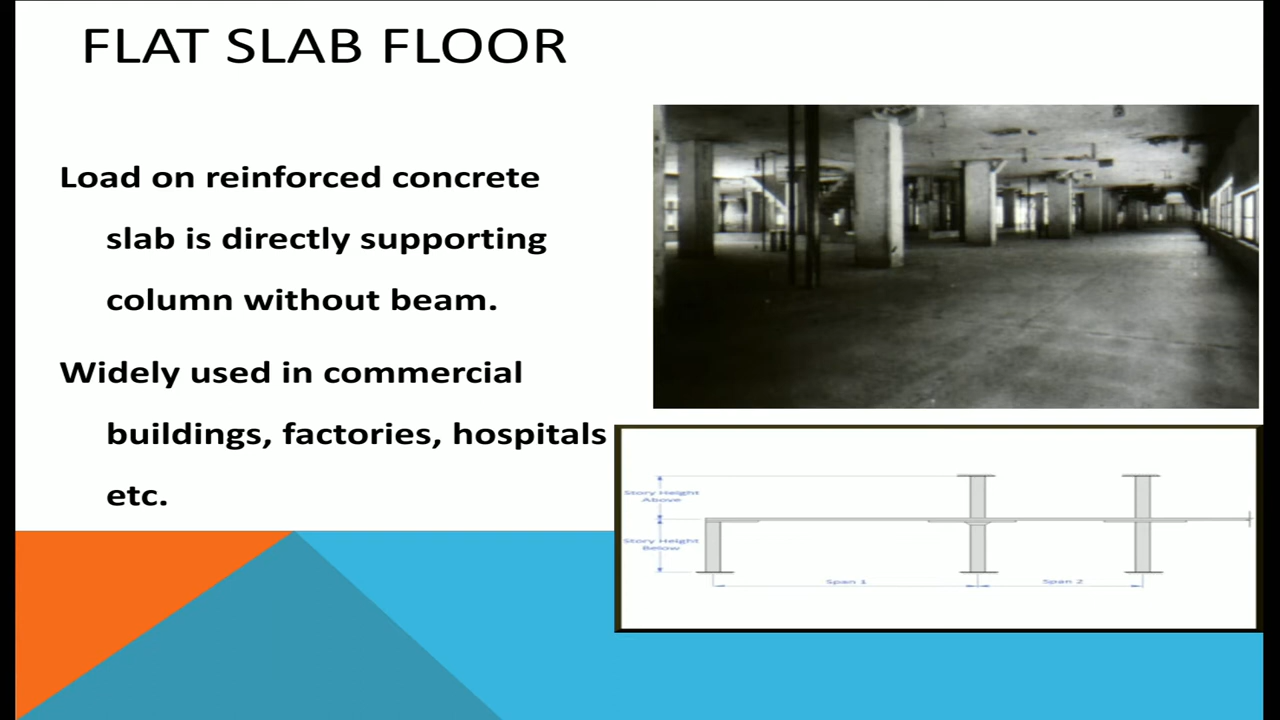 FLAT SLAB FLOOR
Load on reinforced concrete
slab is directly supporting
column without beam.
Widely used in commercial
buildings, factories, hospitals
etc.
Story Height
Above
Story Height
Below
Span 1
Span 2